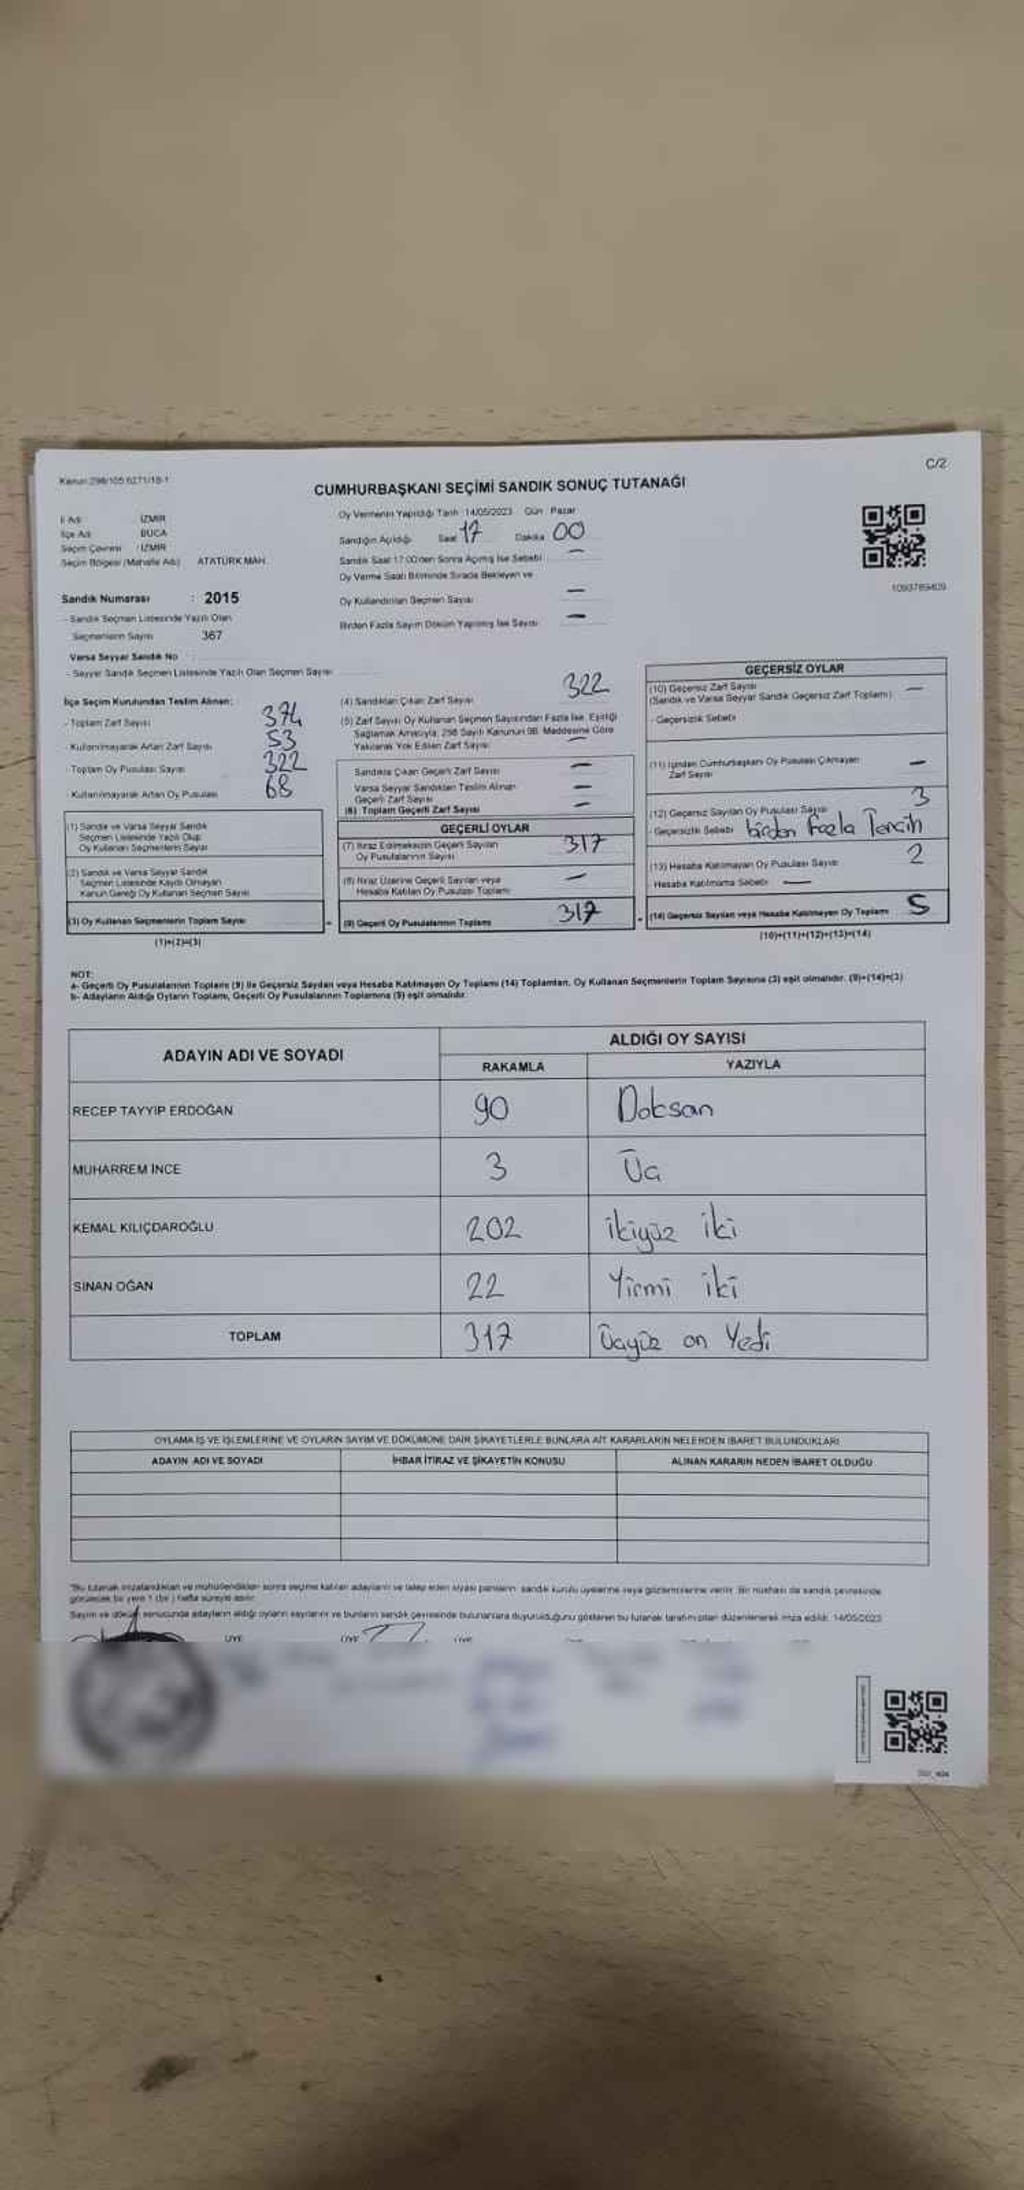 Kanun:298/105 6271/18-1
C/2
CUMHURBAŞKANI SEÇİMİ SANDIK SONUÇ TUTANAĞI
İl Adı İZMİR
İlçe Adı BUCA
Seçim Çevresi : İZMİR
Seçim Bölgesi (Mahalle Adı) ATATÜRK MAH.
Sandık Numarası : 2015
- Sandık Seçmen Listesinde Yazılı Olan
Seçmenlerin Sayısı 367
Varsa Seyyar Sandık No
- Seyyar Sandık Seçmen Listesinde Yazılı Olan Seçmen Sayısı
Oy Vermenin Yapıldığı Tarih : 14/05/2023 Gün : Pazar
Sandığın Açıldığı Saat 17 Dakika 00
Sandık Saat 17:00'den Sonra Açılmış İse Sebebi –
Oy Verme Saati Bitiminde Sırada Bekleyen ve
Oy Kullandırılan Seçmen Sayısı –
Birden Fazla Sayım Döküm Yapılmış İse Sayısı –
1093789409
İlçe Seçim Kurulundan Teslim Alınan;
- Toplam Zarf Sayısı 374
- Kullanılmayarak Artan Zarf Sayısı 53
- Toplam Oy Pusulası Sayısı 322
- Kullanılmayarak Artan Oy Pusulası 68
(1) Sandık ve Varsa Seyyar Sandık
Seçmen Listesinde Yazılı Olup
Oy Kullanan Seçmenlerin Sayısı
(2) Sandık ve Varsa Seyyar Sandık
Seçmen Listesinde Kayıtlı Olmayan
Kanun Gereği Oy Kullanan Seçmen Sayısı
(3) Oy Kullanan Seçmenlerin Toplam Sayısı
(1)+(2)=(3)
(4) Sandıktan Çıkan Zarf Sayısı 322
(5) Zarf Sayısı Oy Kullanan Seçmen Sayısından Fazla İse, Eşitliği
Sağlamak Amacıyla, 298 Sayılı Kanunun 98. Maddesine Göre
Yakılarak Yok Edilen Zarf Sayısı –
Sandıkta Çıkan Geçerli Zarf Sayısı –
Varsa Seyyar Sandıktan Teslim Alınan
Geçerli Zarf Sayısı –
(6) Toplam Geçerli Zarf Sayısı –
GEÇERLİ OYLAR
(7) İtiraz Edilmeksizin Geçerli Sayılan
Oy Pusulalarının Sayısı 317
(8) İtiraz Üzerine Geçerli Sayılan veya
Hesaba Katılan Oy Pusulası Toplamı –
(9) Geçerli Oy Pusulalarının Toplamı 317
GEÇERSİZ OYLAR
(10) Geçersiz Zarf Sayısı
(Sandık ve Varsa Seyyar Sandık Geçersiz Zarf Toplamı) –
- Geçersizlik Sebebi
(11) İçinden Cumhurbaşkanı Oy Pusulası Çıkmayan
Zarf Sayısı –
(12) Geçersiz Sayılan Oy Pusulası Sayısı 3
- Geçersizlik Sebebi birden fazla Tercih
(13) Hesaba Katılmayan Oy Pusulası Sayısı 2
Hesaba Katılmama Sebebi —
(14) Geçersiz Sayılan veya Hesaba Katılmayan Oy Toplamı 5
(10)+(11)+(12)+(13)=(14)
NOT:
a- Geçerli Oy Pusulalarının Toplamı (9) ile Geçersiz Sayılan veya Hesaba Katılmayan Oy Toplamı (14) Toplamları, Oy Kullanan Seçmenlerin Toplam Sayısına (3) eşit olmalıdır. (9)+(14)=(3)
b- Adayların Aldığı Oyların Toplamı, Geçerli Oy Pusulalarının Toplamına (9) eşit olmalıdır.
ADAYIN ADI VE SOYADI
ALDIĞI OY SAYISI
RAKAMLA YAZIYLA
RECEP TAYYİP ERDOĞAN 90 Doksan
MUHARREM İNCE 3 Üç
KEMAL KILIÇDAROĞLU 202 ikiyüz iki
SİNAN OĞAN 22 Yirmi iki
TOPLAM 317 Üçyüz on Yedi
OYLAMA İŞ VE İŞLEMLERİNE VE OYLARIN SAYIM VE DÖKÜMÜNE DAİR ŞİKAYETLERLE BUNLARA AİT KARARLARIN NELERDEN İBARET BULUNDUKLARI
ADAYIN ADI VE SOYADI İHBAR İTİRAZ VE ŞİKAYETİN KONUSU ALINAN KARARIN NEDEN İBARET OLDUĞU
"Bu tutanak imzalandıktan ve mühürlendikten sonra seçime katılan adayların ve talep eden siyasi partilerin sandık kurulu üyelerine veya gözlemcilerine verilir. Bir nüshası da sandık çevresinde
görülecek bir yere 1 (bir) hafta süreyle asılır.
Sayım ve döküm sonucunda adayların aldığı oyların sayılarını ve bunların sandık çevresinde bulunanlara duyurulduğunu gösteren bu tutanak tarafımızdan düzenlenerek imza edildi. 14/05/2023
ÜYE ÜYE ÜYE